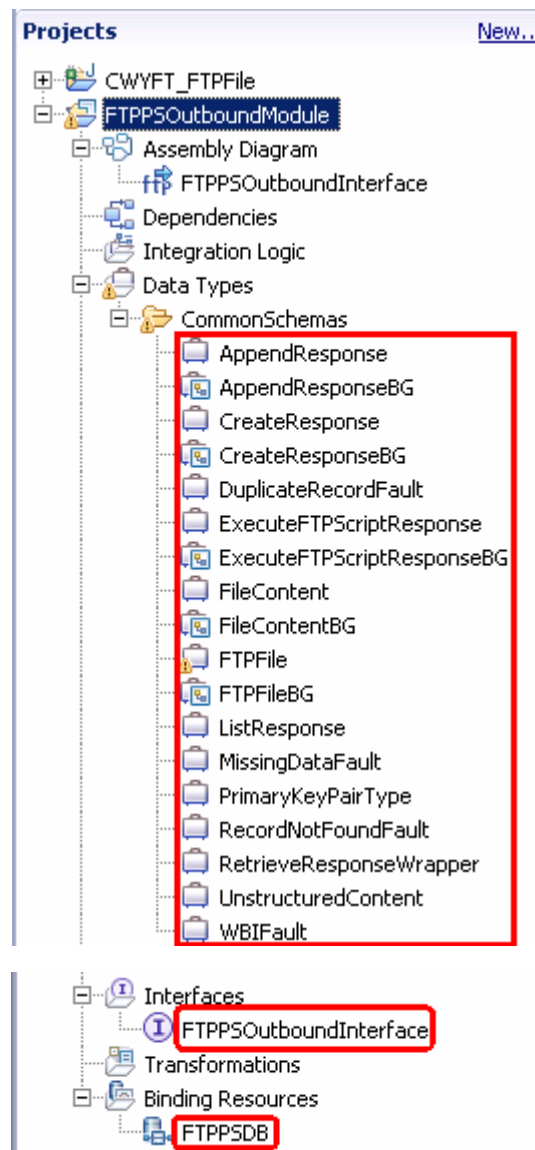 Projects New...
CWYFT_FTPFile
FTPPSOutboundModule
Assembly Diagram
FTPPSOutboundInterface
Dependencies
Integration Logic
Data Types
CommonSchemas
AppendResponse
AppendResponseBG
CreateResponse
CreateResponseBG
DuplicateRecordFault
ExecuteFTPScriptResponse
ExecuteFTPScriptResponseBG
FileContent
FileContentBG
FTPFile
FTPFileBG
ListResponse
MissingDataFault
PrimaryKeyPairType
RecordNotFoundFault
RetrieveResponseWrapper
UnstructuredContent
WBIFault
Interfaces
FTPPSOutboundInterface
Transformations
Binding Resources
FTPPSDB